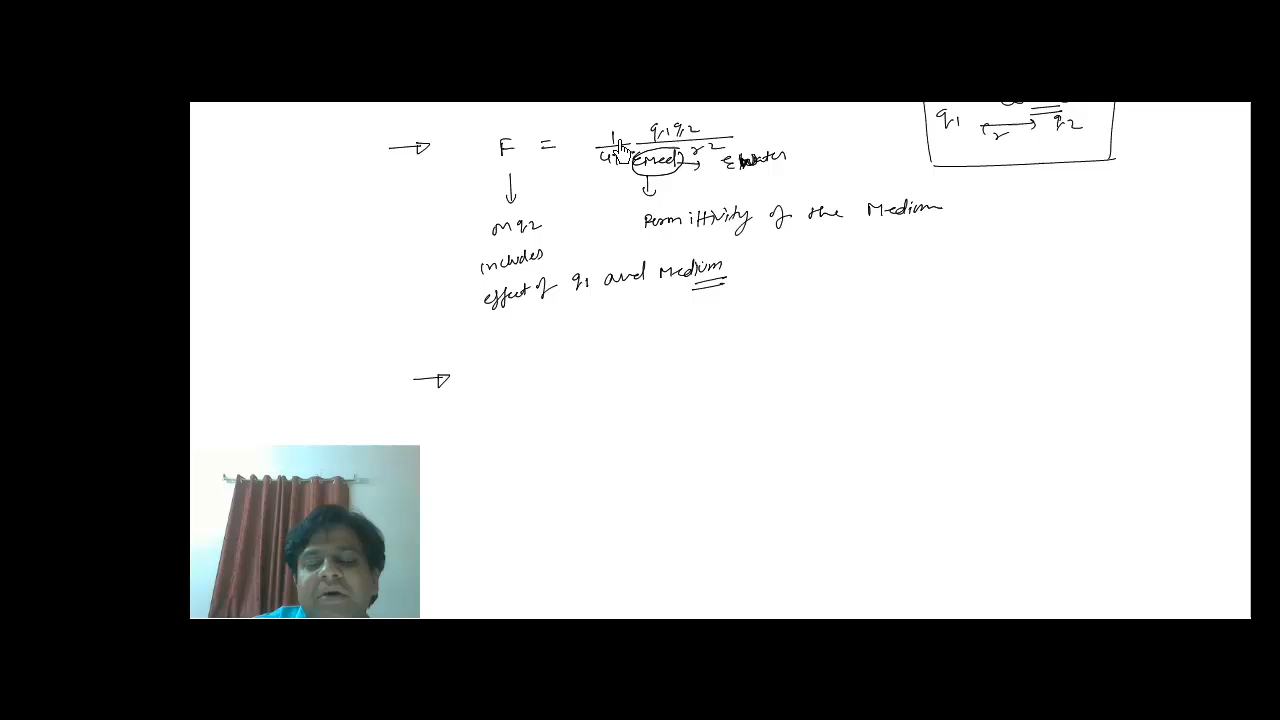 q1 → r q2
→ F = 1/4π εmed q1q2/r2 → εwater
on q2
Permittivity of the Medium
includes
effect of q1 and Medium
→